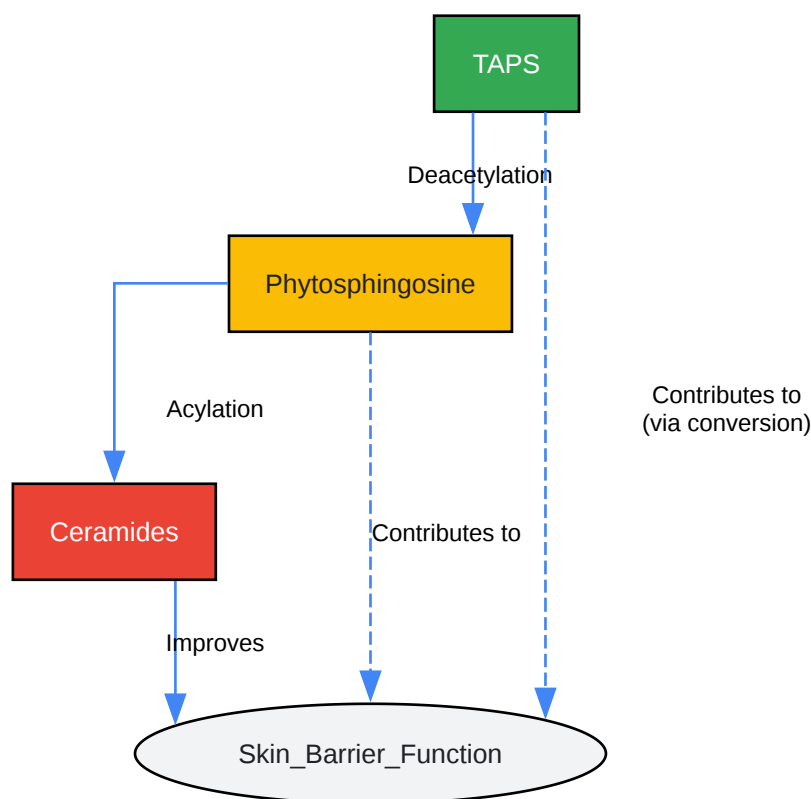 TAPS
Deacetylation
Phytosphingosine
Acylation
Contributes to
(via conversion)
Ceramides
Contributes to
Improves
Skin_Barrier_Function